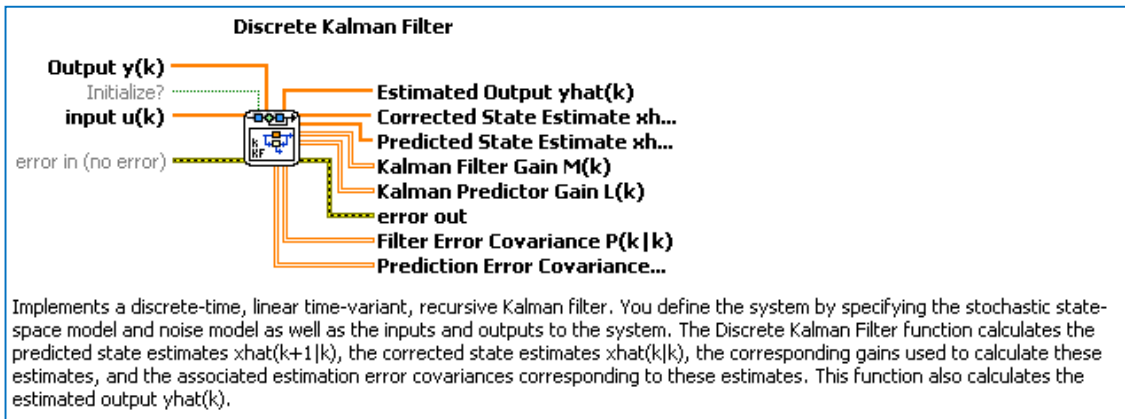 Discrete Kalman Filter
Output y(k)
Initialize?
input u(k)
error in (no error)
k
KF
Estimated Output yhat(k)
Corrected State Estimate xh...
Predicted State Estimate xh...
Kalman Filter Gain M(k)
Kalman Predictor Gain L(k)
error out
Filter Error Covariance P(k|k)
Prediction Error Covariance...
Implements a discrete-time, linear time-variant, recursive Kalman filter. You define the system by specifying the stochastic state-
space model and noise model as well as the inputs and outputs to the system. The Discrete Kalman Filter function calculates the
predicted state estimates xhat(k+1|k), the corrected state estimates xhat(k|k), the corresponding gains used to calculate these
estimates, and the associated estimation error covariances corresponding to these estimates. This function also calculates the
estimated output yhat(k).